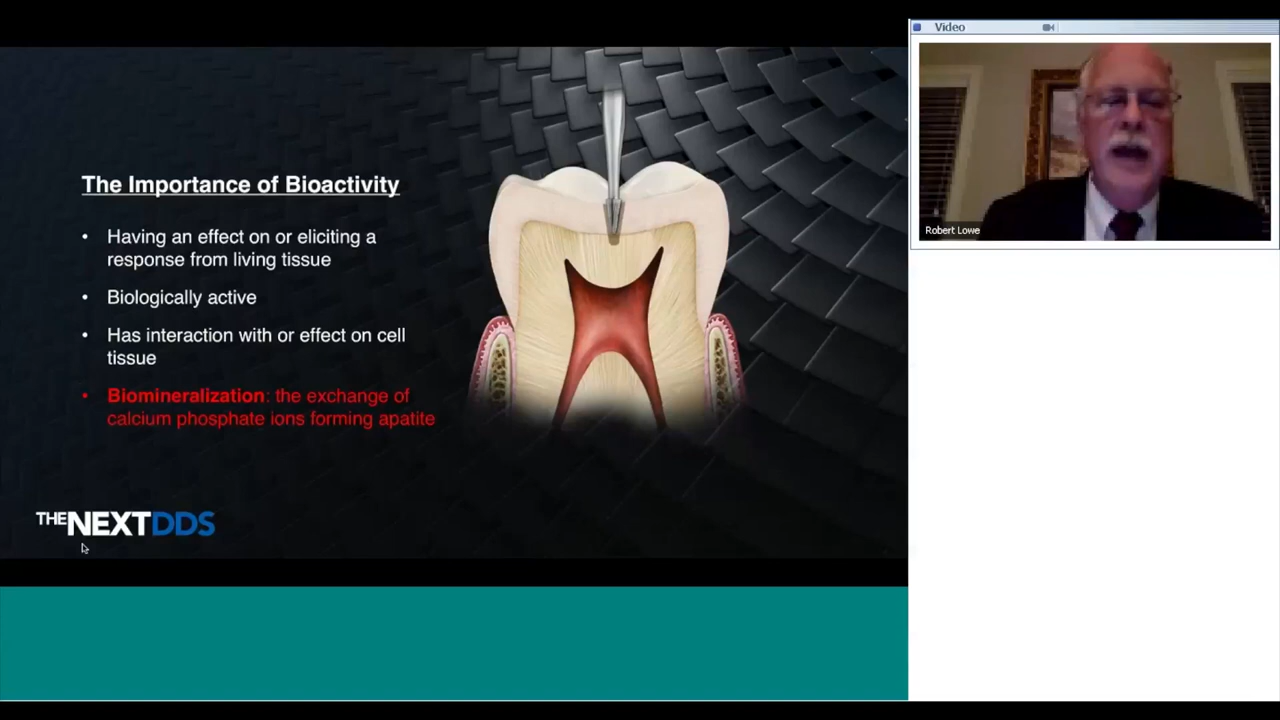 The Importance of Bioactivity
• Having an effect on or eliciting a
response from living tissue
• Biologically active
• Has interaction with or effect on cell
tissue
• Biomineralization: the exchange of
calcium phosphate ions forming apatite
THENEXTDDS
Video
Robert Lowe